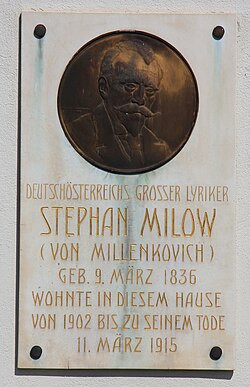 DEUTSCHÖSTERREICHS GROSSER LYRIKER
STEPHAN MILOW
(VON MILLENKOVICH)
GEB. 9. MÄRZ 1836
WOHNTE IN DIESEM HAUSE
VON 1902 BIS ZU SEINEM TODE
11. MÄRZ 1915